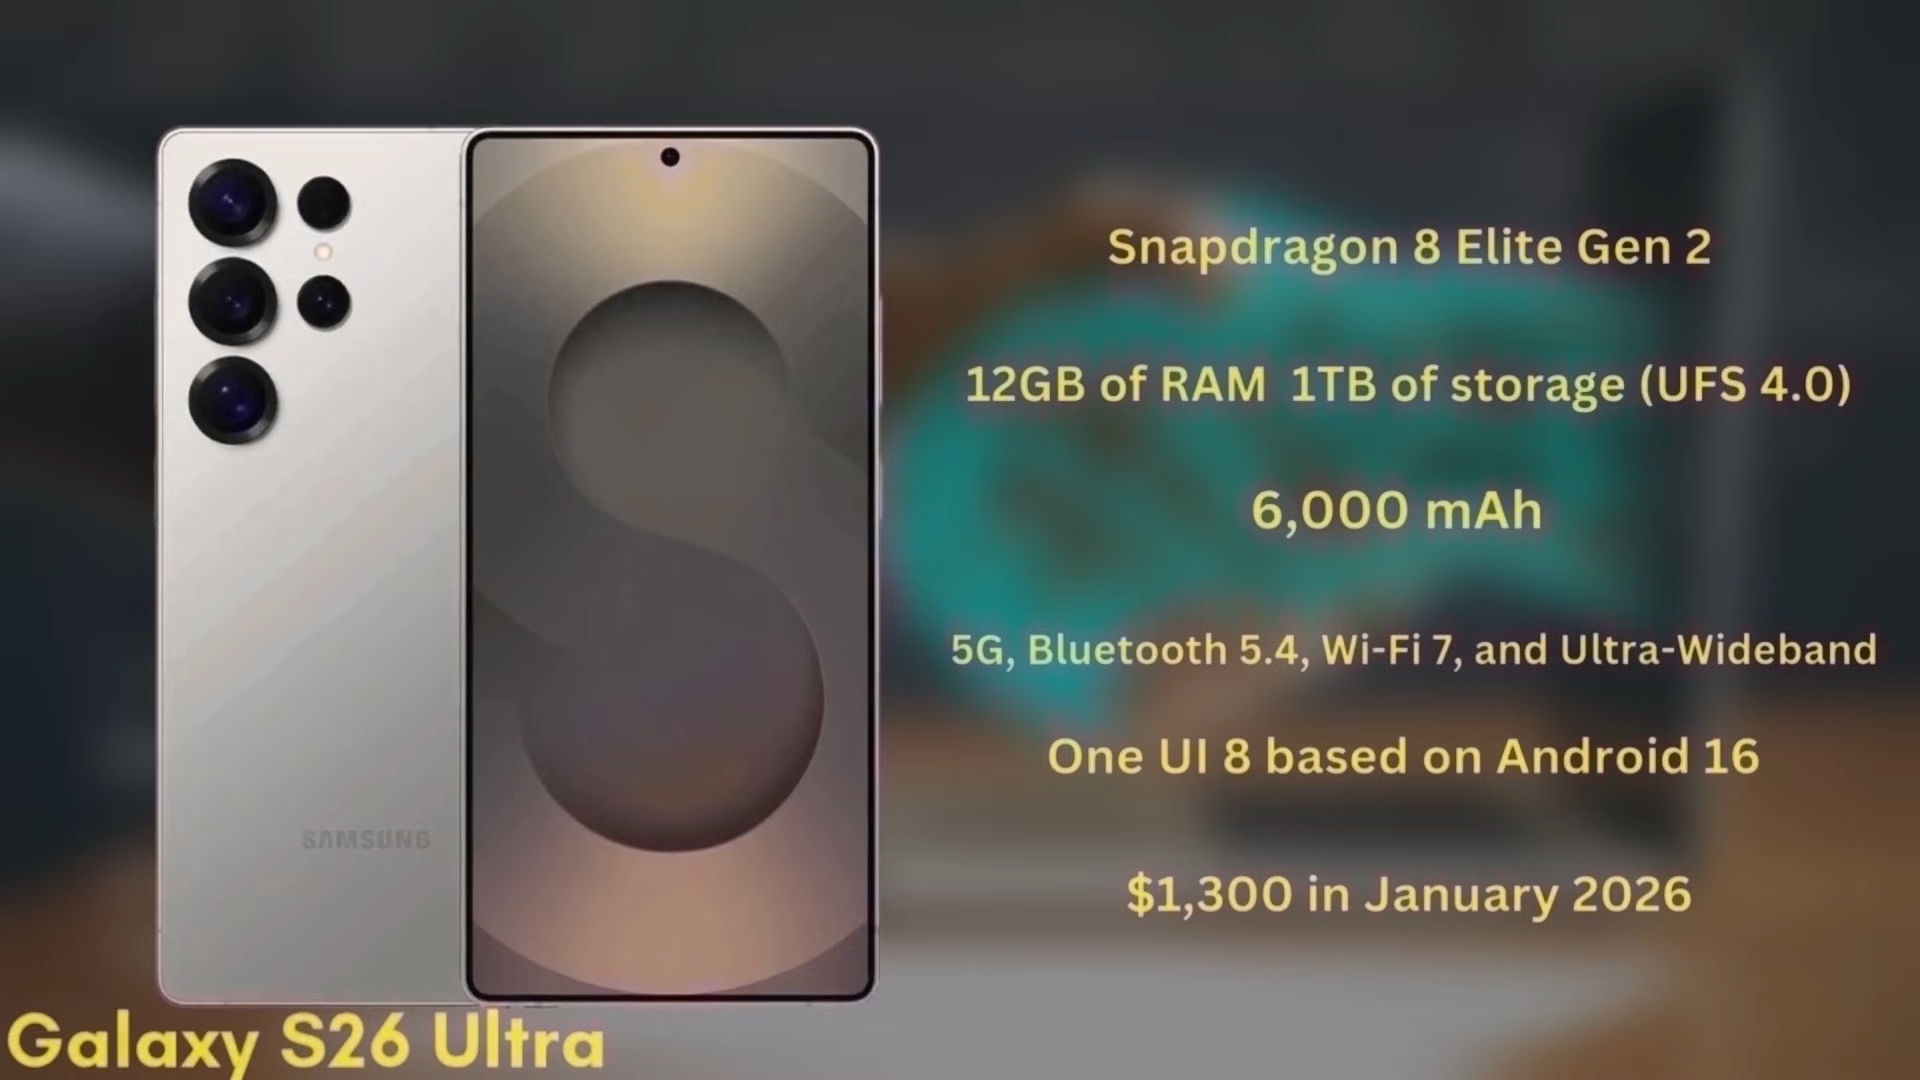 Snapdragon 8 Elite Gen 2
12GB of RAM 1TB of storage (UFS 4.0)
6,000 mAh
5G, Bluetooth 5.4, Wi-Fi 7, and Ultra-Wideband
One UI 8 based on Android 16
SAMSUNG
$1,300 in January 2026
Galaxy S26 Ultra